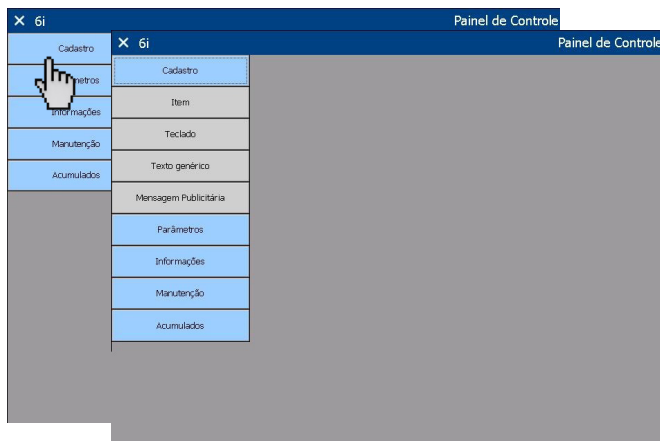 6i Painel de Controle
Cadastro
Informações
Manutenção
Acumulados
6i Painel de Controle
Cadastro
Item
Teclado
Texto genérico
Mensagem Publicitária
Parâmetros
Informações
Manutenção
Acumulados